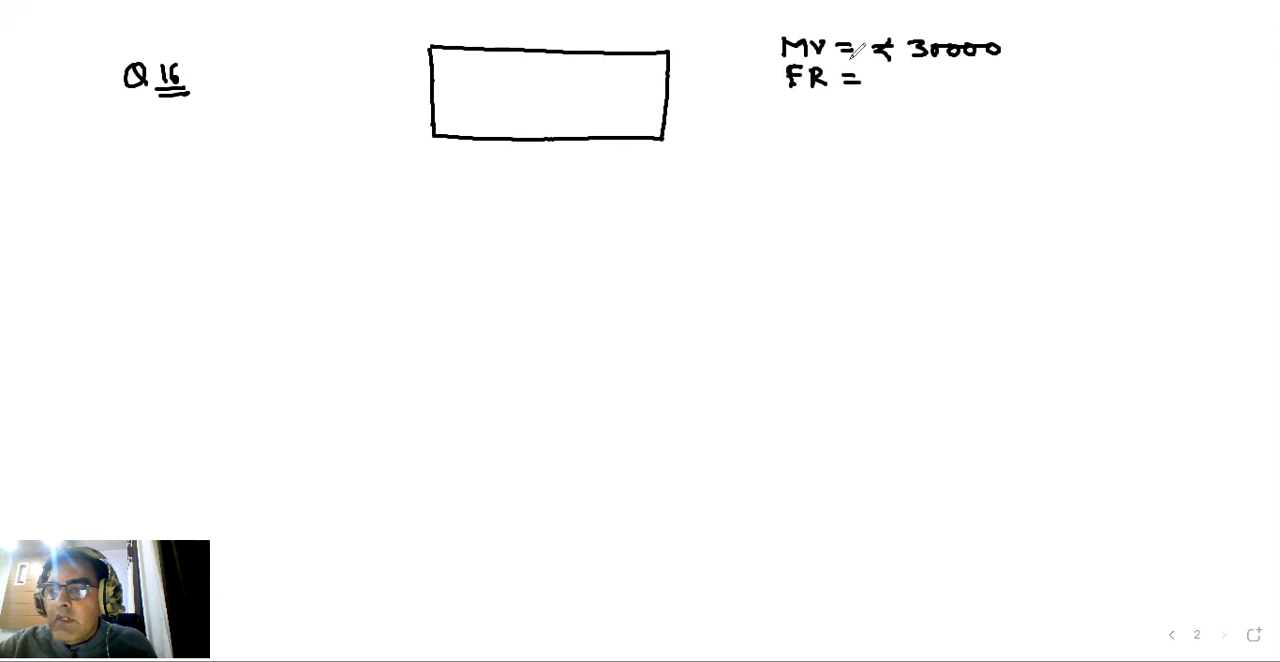 Q.16
MV = ₹ 30000
FR =
2